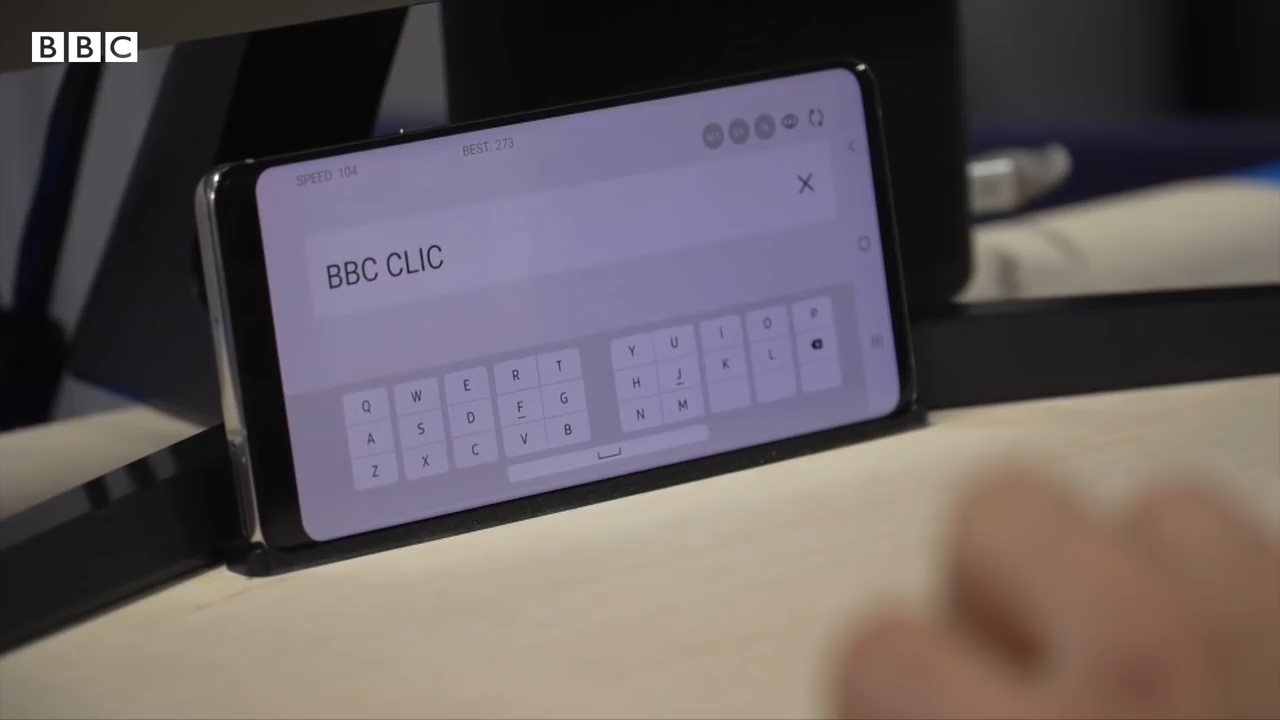 BBC
SPEED: 104
BEST: 273
BBC CLIC
Q W E R T Y U I O P
A S D F G H J K L
Z X C V B N M